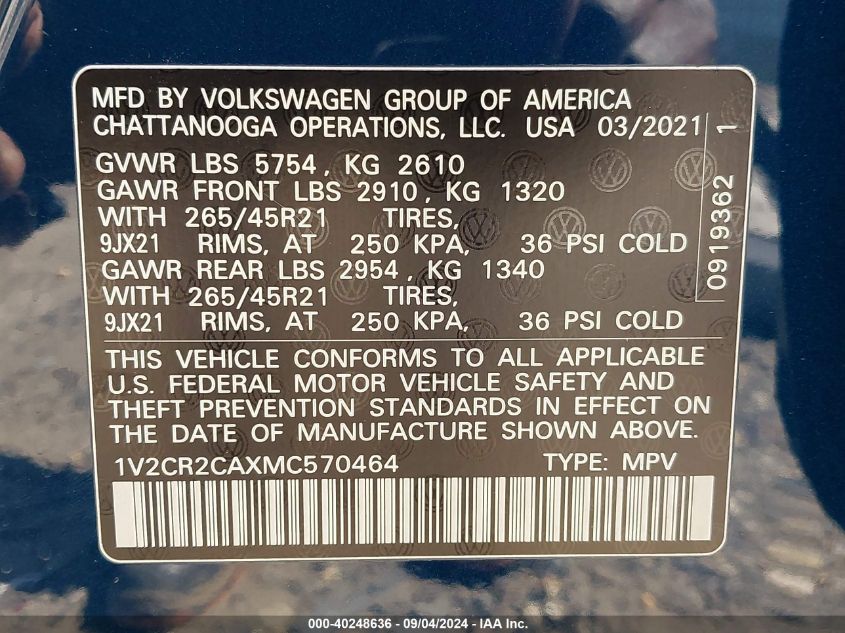 MFD BY VOLKSWAGEN GROUP OF AMERICA
CHATTANOOGA OPERATIONS, LLC. USA 03/2021
GVWR LBS 5754, KG 2610
GAWR FRONT LBS 2910, KG 1320
WITH 265/45R21 TIRES,
9JX21 RIMS, AT 250 KPA, 36 PSI COLD
GAWR REAR LBS 2954, KG 1340
WITH 265/45R21 TIRES,
9JX21 RIMS, AT 250 KPA, 36 PSI COLD
0919362 1
THIS VEHICLE CONFORMS TO ALL APPLICABLE
U.S. FEDERAL MOTOR VEHICLE SAFETY AND
THEFT PREVENTION STANDARDS IN EFFECT ON
THE DATE OF MANUFACTURE SHOWN ABOVE.
1V2CR2CAXMC570464 TYPE: MPV
000-40248636 - 09/04/2024 - IAAI.com